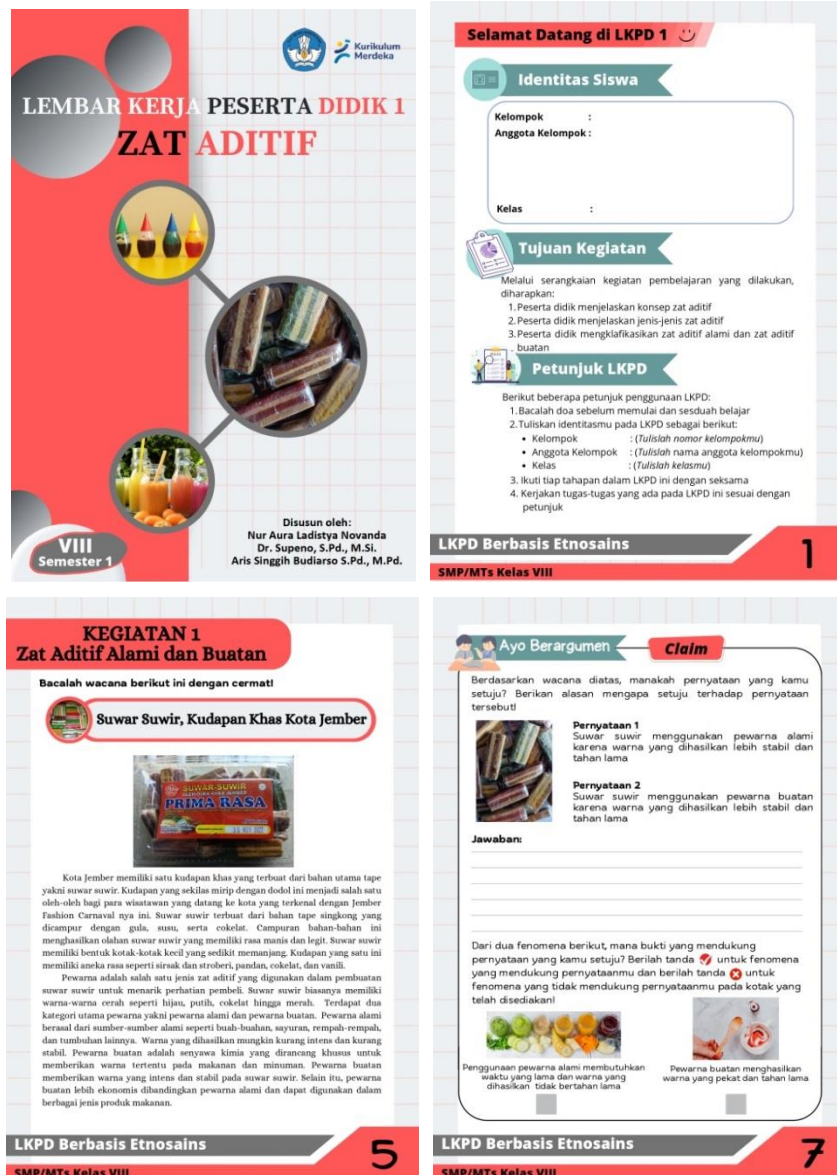 Kurikulum
Merdeka
LEMBAR KERJA PESERTA DIDIK 1
ZAT ADITIF
Disusun oleh:
Nur Aura Ladistya Novanda
Dr. Supeno, S.Pd., M.Si.
Aris Singgih Budiarso S.Pd., M.Pd.
VIII
Semester 1
Selamat Datang di LKPD 1
Identitas Siswa
Kelompok :
Anggota Kelompok :
Kelas :
Tujuan Kegiatan
Melalui serangkaian kegiatan pembelajaran yang dilakukan,
diharapkan:
1. Peserta didik menjelaskan konsep zat aditif
2. Peserta didik menjelaskan jenis-jenis zat aditif
3. Peserta didik mengklafikasikan zat aditif alami dan zat aditif
buatan
Petunjuk LKPD
Berikut beberapa petunjuk penggunaan LKPD:
1. Bacalah doa sebelum memulai dan sesduah belajar
2. Tuliskan identitasmu pada LKPD sebagai berikut:
• Kelompok : (Tulislah nomor kelompokmu)
• Anggota Kelompok : (Tulislah nama anggota kelompokmu)
• Kelas : (Tulislah kelasmu)
3. Ikuti tiap tahapan dalam LKPD ini dengan seksama
4. Kerjakan tugas-tugas yang ada pada LKPD ini sesuai dengan
petunjuk
LKPD Berbasis Etnosains
1
SMP/MTs Kelas VIII
KEGIATAN 1
Zat Aditif Alami dan Buatan
Bacalah wacana berikut ini dengan cermat!
Suwar Suwir, Kudapan Khas Kota Jember
SUWAR-SUWIR
PRIMA RASA
Kota Jember memiliki satu kudapan khas yang terbuat dari bahan utama tape
yakni suwar suwir. Kudapan yang sekilas mirip dengan dodol ini menjadi salah satu
oleh-oleh bagi para wisatawan yang datang ke kota yang terkenal dengan Jember
Fashion Carnaval nya ini. Suwar suwir terbuat dari bahan tape singkong yang
dicampur dengan gula, susu, serta cokelat. Campuran bahan-bahan ini
menghasilkan olahan suwar suwir yang memiliki rasa manis dan legit. Suwar suwir
memiliki bentuk kotak-kotak kecil yang sedikit memanjang. Kudapan yang satu ini
memiliki aneka rasa seperti sirsak dan stroberi, pandan, cokelat, dan vanili.
Pewarna adalah salah satu jenis zat aditif yang digunakan dalam pembuatan
suwar suwir untuk menarik perhatian pembeli. Suwar suwir biasanya memiliki
warna-warna cerah seperti hijau, putih, cokelat hingga merah. Terdapat dua
kategori utama pewarna yakni pewarna alami dan pewarna buatan. Pewarna alami
berasal dari sumber-sumber alami seperti buah-buahan, sayuran, rempah-rempah,
dan tumbuhan lainnya. Warna yang dihasilkan mungkin kurang intens dan kurang
stabil. Pewarna buatan adalah senyawa kimia yang dirancang khusus untuk
memberikan warna tertentu pada makanan dan minuman. Pewarna buatan
memberikan warna yang intens dan stabil pada suwar suwir. Selain itu, pewarna
buatan lebih ekonomis dibandingkan pewarna alami dan dapat digunakan dalam
berbagai jenis produk makanan.
LKPD Berbasis Etnosains
5
SMP/MTs Kelas VIII
Ayo Berargumen
Claim
Berdasarkan wacana diatas, manakah pernyataan yang kamu
setuju? Berikan alasan mengapa setuju terhadap pernyataan
tersebut!
Pernyataan 1
Suwar suwir menggunakan pewarna alami
karena warna yang dihasilkan lebih stabil dan
tahan lama
Pernyataan 2
Suwar suwir menggunakan pewarna buatan
karena warna yang dihasilkan lebih stabil dan
tahan lama
Jawaban:
Dari dua fenomena berikut, mana bukti yang mendukung
pernyataan yang kamu setuju? Berilah tanda untuk fenomena
yang mendukung pernyataanmu dan berilah tanda untuk
fenomena yang tidak mendukung pernyataanmu pada kotak yang
telah disediakan!
Penggunaan pewarna alami membutuhkan
waktu yang lama dan warna yang
dihasilkan tidak bertahan lama
Pewarna buatan menghasilkan
warna yang pekat dan tahan lama
LKPD Berbasis Etnosains
7
SMP/MTs Kelas VIII